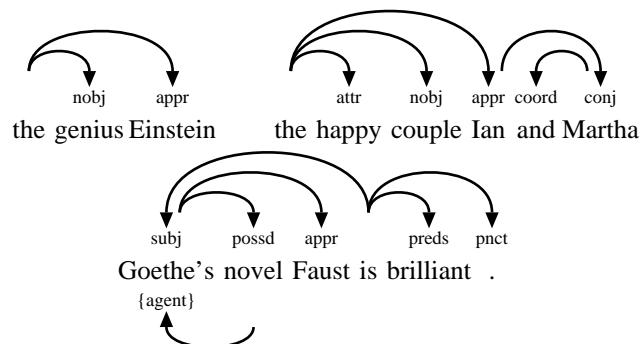 nobj appr attr nobj appr coord conj
the genius Einstein the happy couple Ian and Martha
subj possd appr preds pnct
Goethe's novel Faust is brilliant .
{agent}